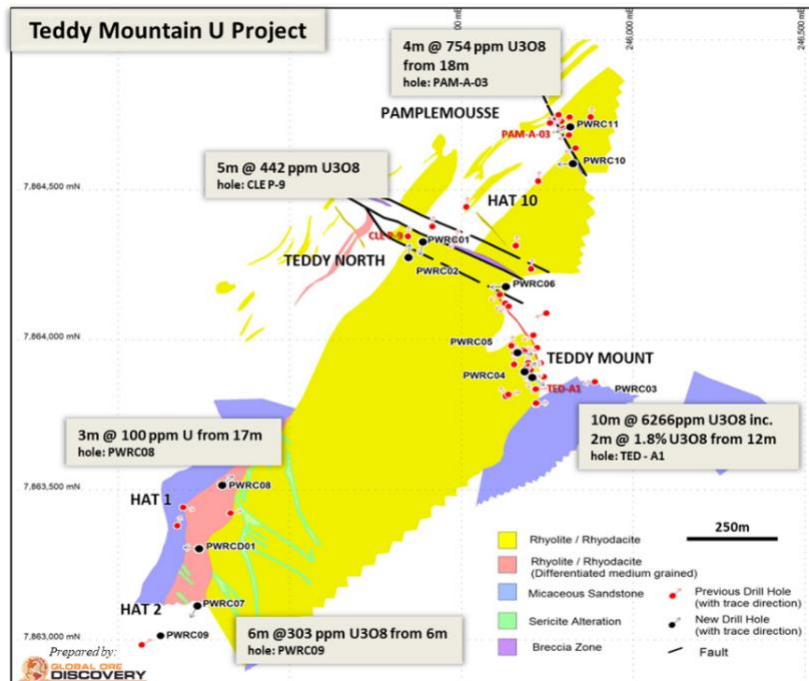 Teddy Mountain U Project
246,000 mE
246,500
4m @ 754 ppm U3O8
from 18m
hole: PAM-A-03
PAMPLEMOUSSE
PWRC11
PAM-A-03
PWRC10
5m @ 442 ppm U3O8
hole: CLE P-9
7,864,500 mN
HAT 10
CLE P-9
PWRC01
TEDDY NORTH
PWRC02
PWRC06
7,864,000 mN
PWRC05
TEDDY MOUNT
PWRC04
TED-A1
PWRC03
10m @ 6266ppm U3O8 inc.
2m @ 1.8% U3O8 from 12m
hole: TED - A1
3m @ 100 ppm U from 17m
hole: PWRC08
7,863,500 mN
PWRC08
HAT 1
PWRCD01
250m
HAT 2
PWRC07
Rhyolite / Rhyodacite
Rhyolite / Rhyodacite
(Differentiated medium grained)
Micaceous Sandstone
Sericite Alteration
Breccia Zone
Previous Drill Hole
(with trace direction)
New Drill Hole
(with trace direction)
Fault
7,863,000 mN
PWRC09
6m @303 ppm U3O8 from 6m
hole: PWRC09
Prepared by:
GLOBAL ORE
DISCOVERY